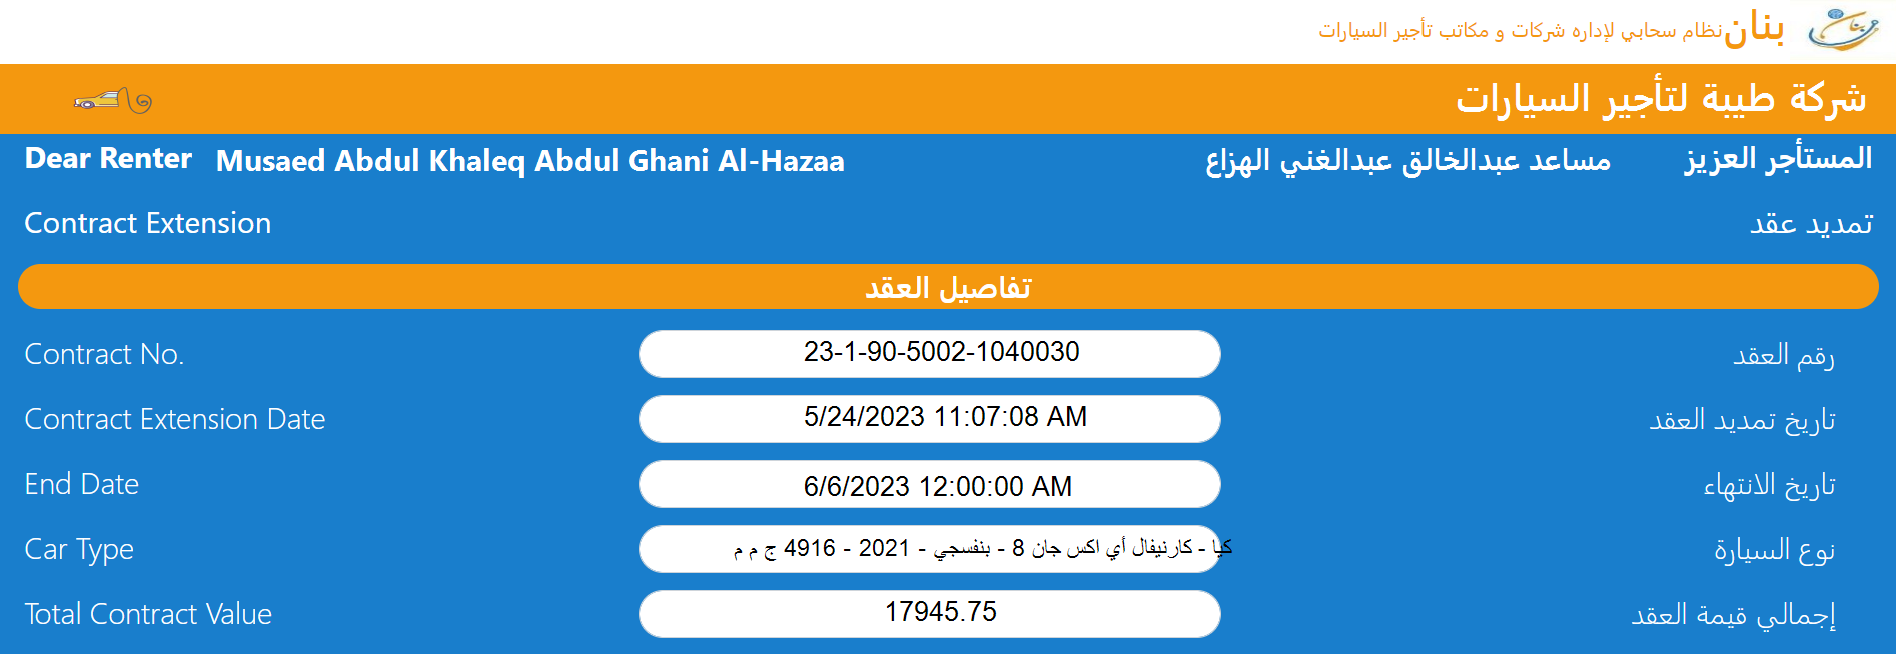 بنان نظام سحابي لإداره شركات و مكاتب تأجير السيارات
شركة طيبة لتأجير السيارات
Dear Renter Musaed Abdul Khaleq Abdul Ghani Al-Hazaa مساعد عبدالخالق عبدالغني الهزاع المستأجر العزيز
Contract Extension تمديد عقد
تفاصيل العقد
Contract No. 23-1-90-5002-1040030 رقم العقد
Contract Extension Date 5/24/2023 11:07:08 AM تاريخ تمديد العقد
End Date 6/6/2023 12:00:00 AM تاريخ الانتهاء
Car Type كيا - كارنيفال أي اكس جان 8 - بنفسجي - 2021 - 4916 ج م م نوع السيارة
Total Contract Value 17945.75 إجمالي قيمة العقد